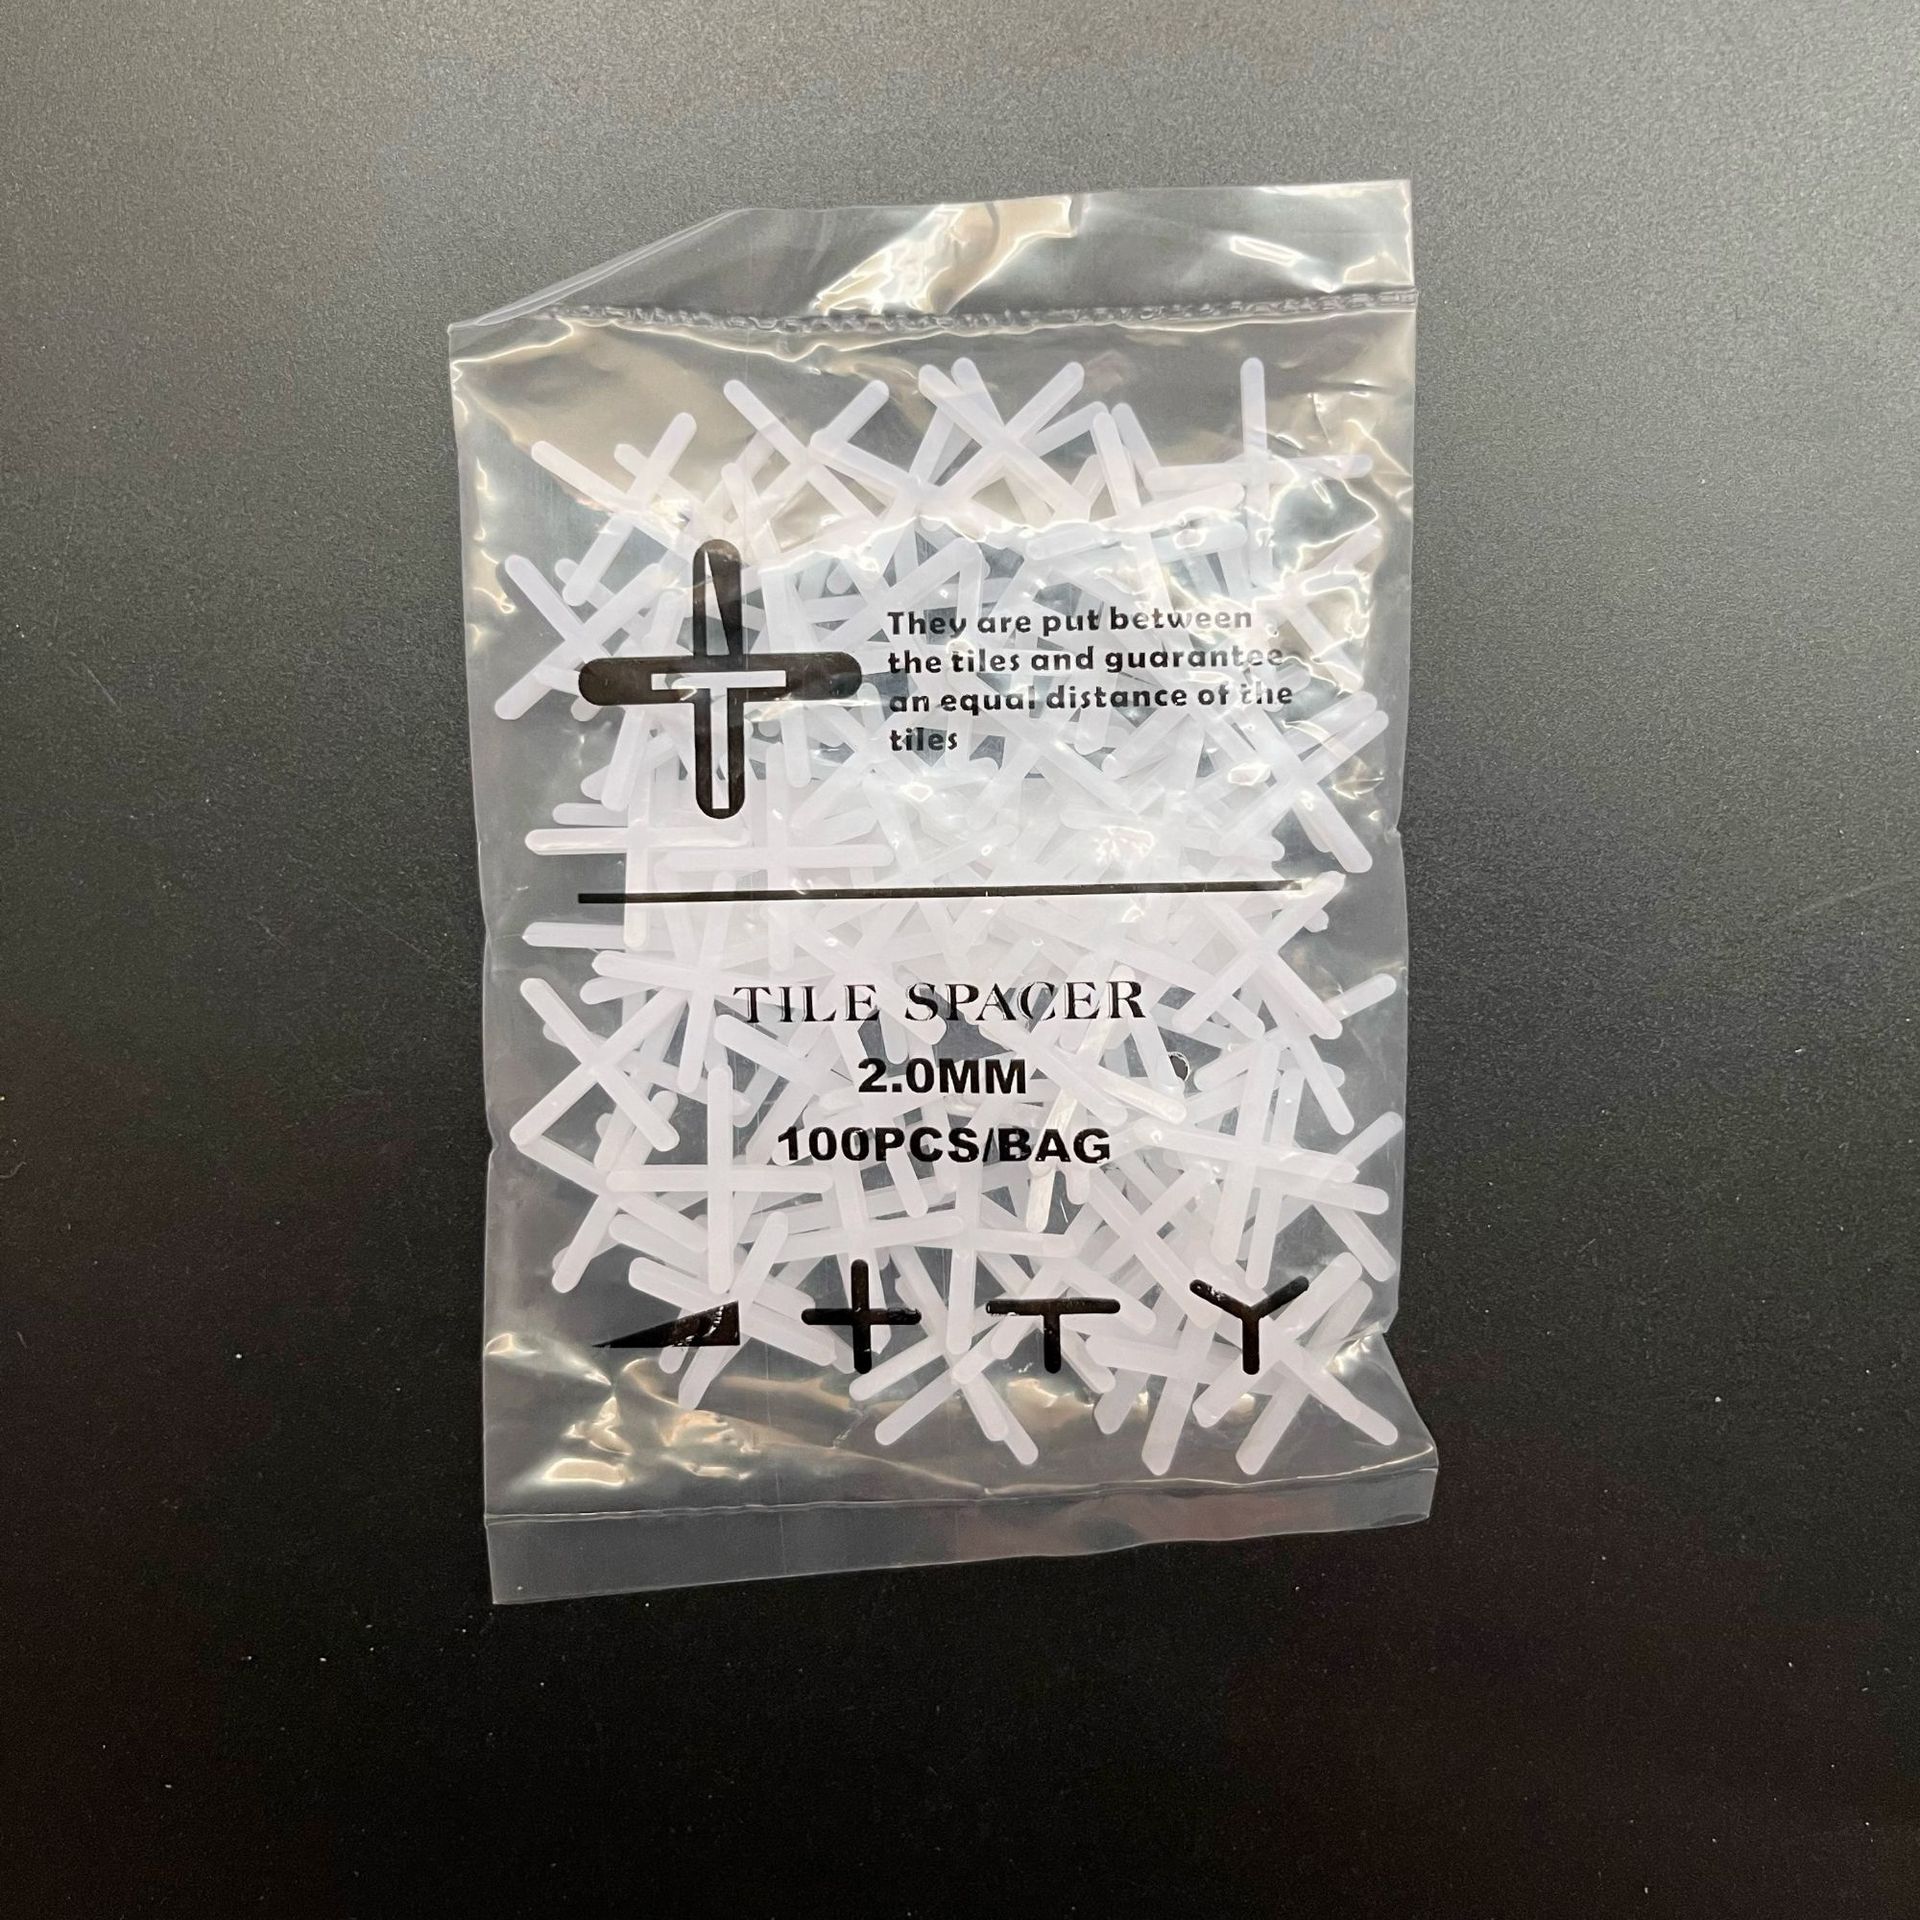 They are put between
the tiles and guarantee
an equal distance of the
tiles
TILE SPACER
2.0MM
100PCS/BAG